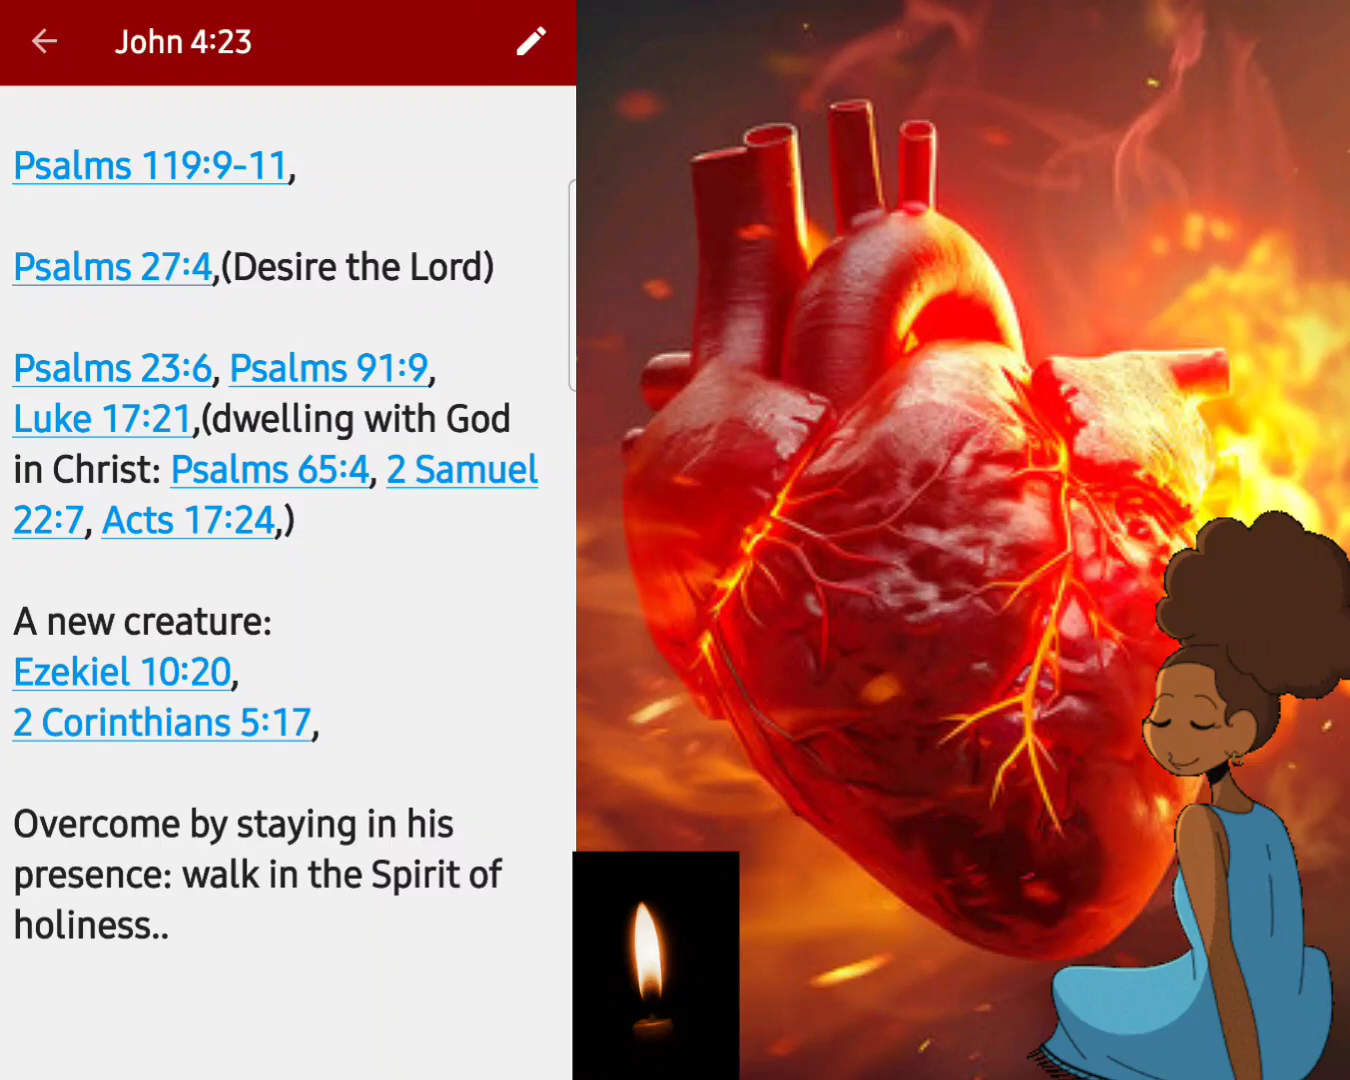 John 4:23
Psalms 119:9-11,
Psalms 27:4,(Desire the Lord)
Psalms 23:6, Psalms 91:9,
Luke 17:21,(dwelling with God
in Christ: Psalms 65:4, 2 Samuel
22:7, Acts 17:24,)
A new creature:
Ezekiel 10:20,
2 Corinthians 5:17,
Overcome by staying in his
presence: walk in the Spirit of
holiness..